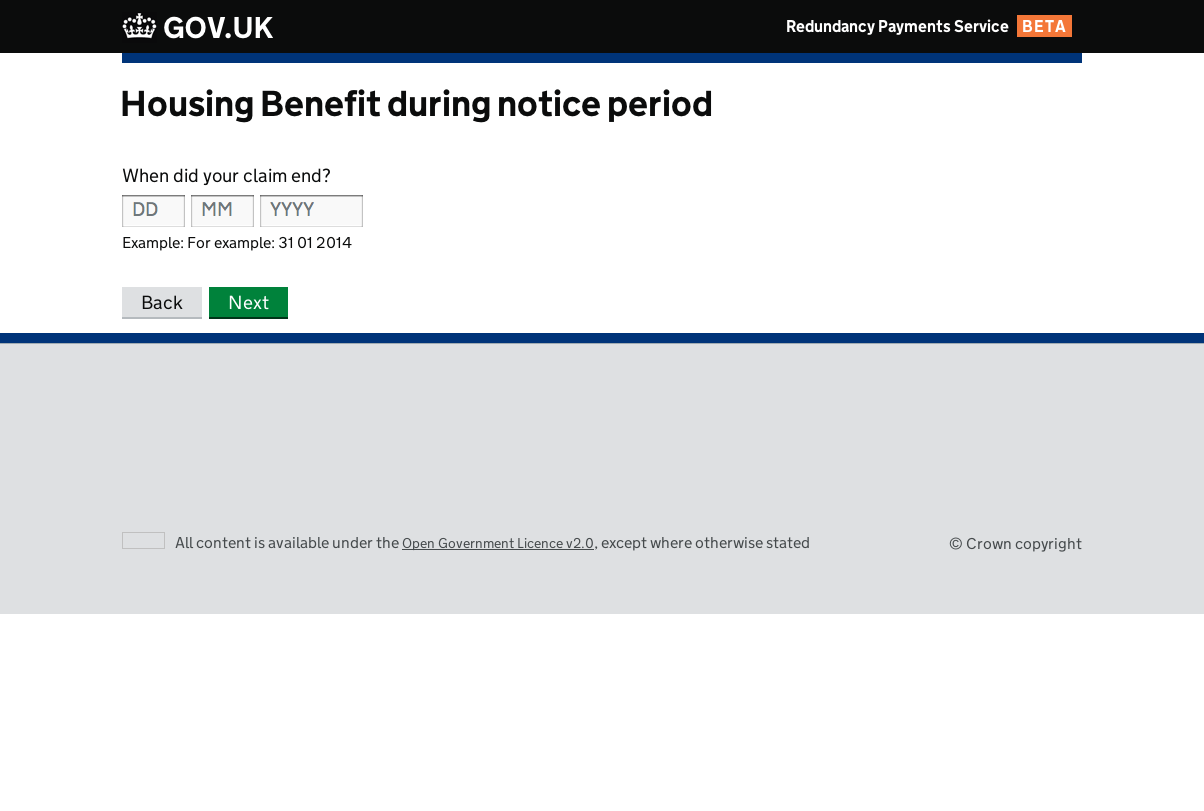 GOV.UK
Redundancy Payments Service BETA
Housing Benefit during notice period
When did your claim end?
DD MM YYYY
Example: For example: 31 01 2014
Back Next
All content is available under the Open Government Licence v2.0, except where otherwise stated
© Crown copyright